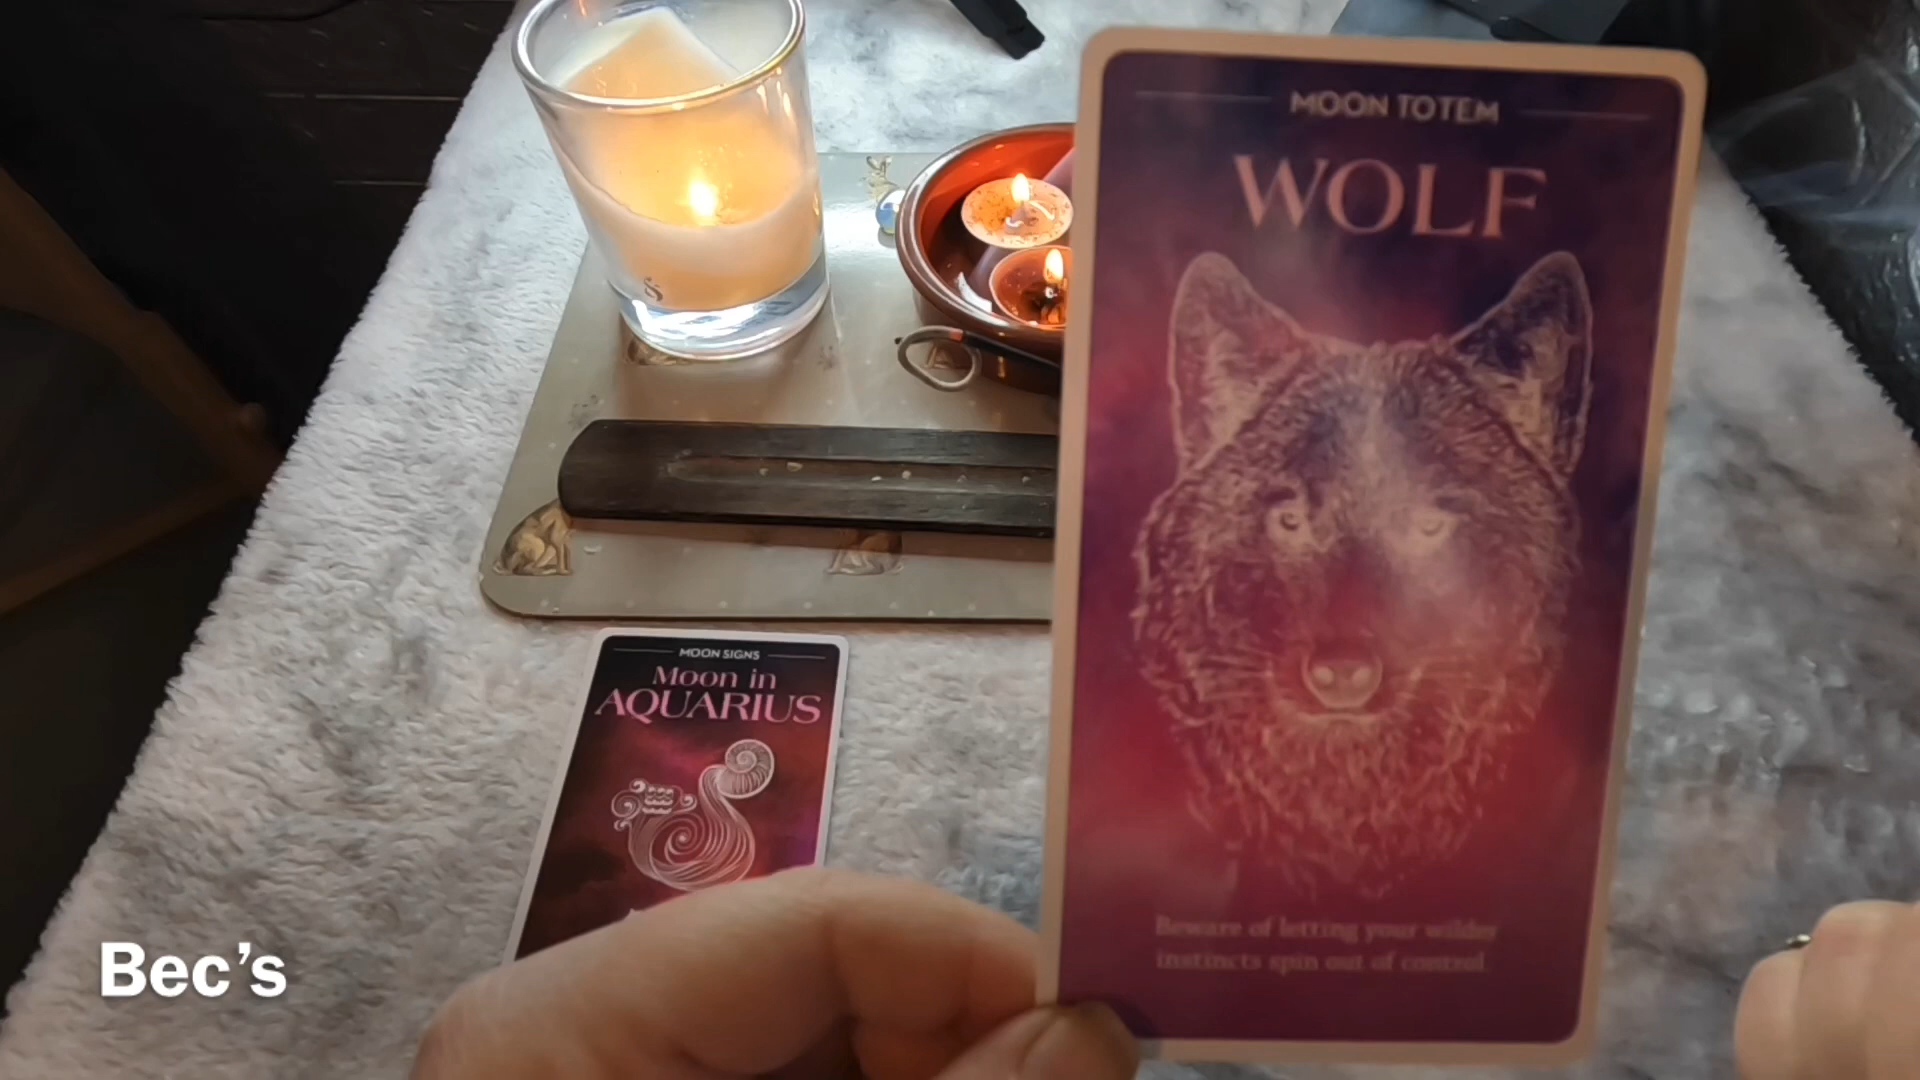 MOON TOTEM
WOLF
Beware of letting your wilder
instincts spin out of control
MOON SIGNS
Moon in
AQUARIUS
Bec's